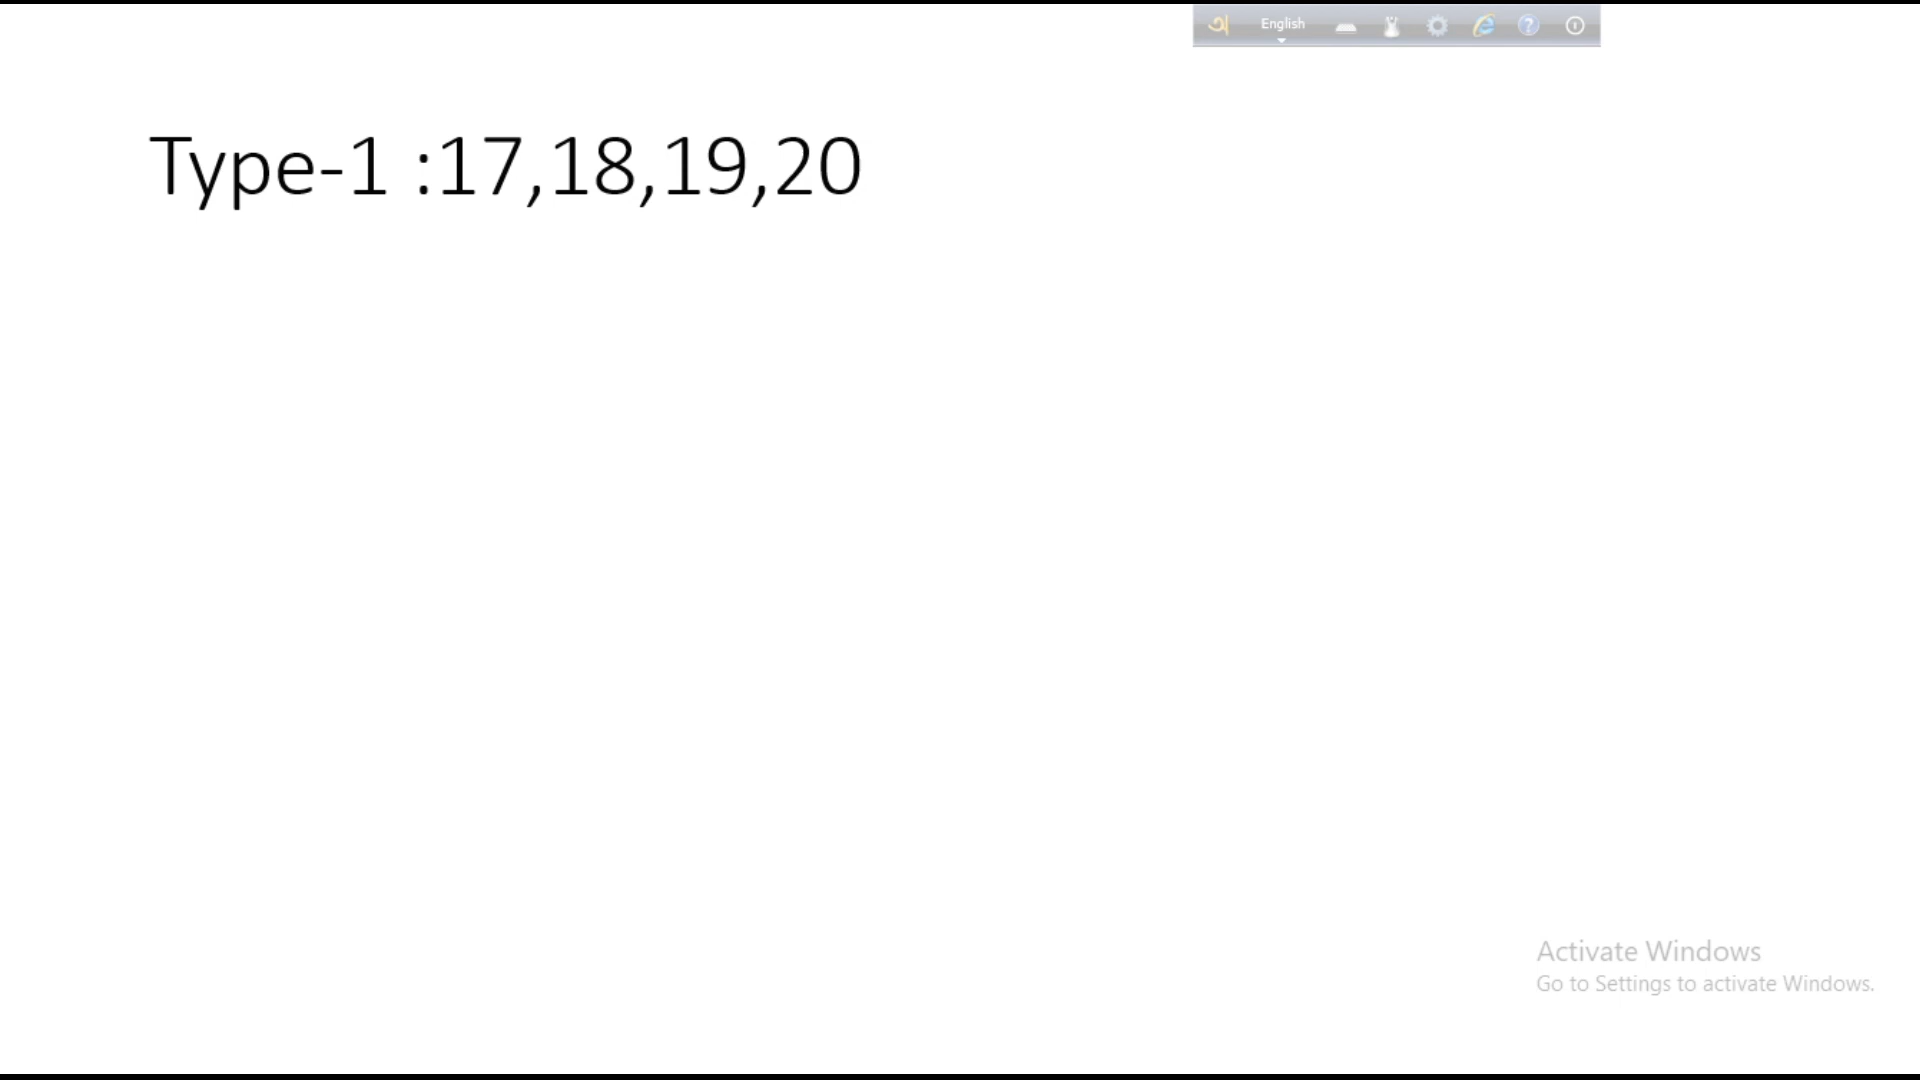 অ English
Type-1 :17,18,19,20
Activate Windows
Go to Settings to activate Windows.